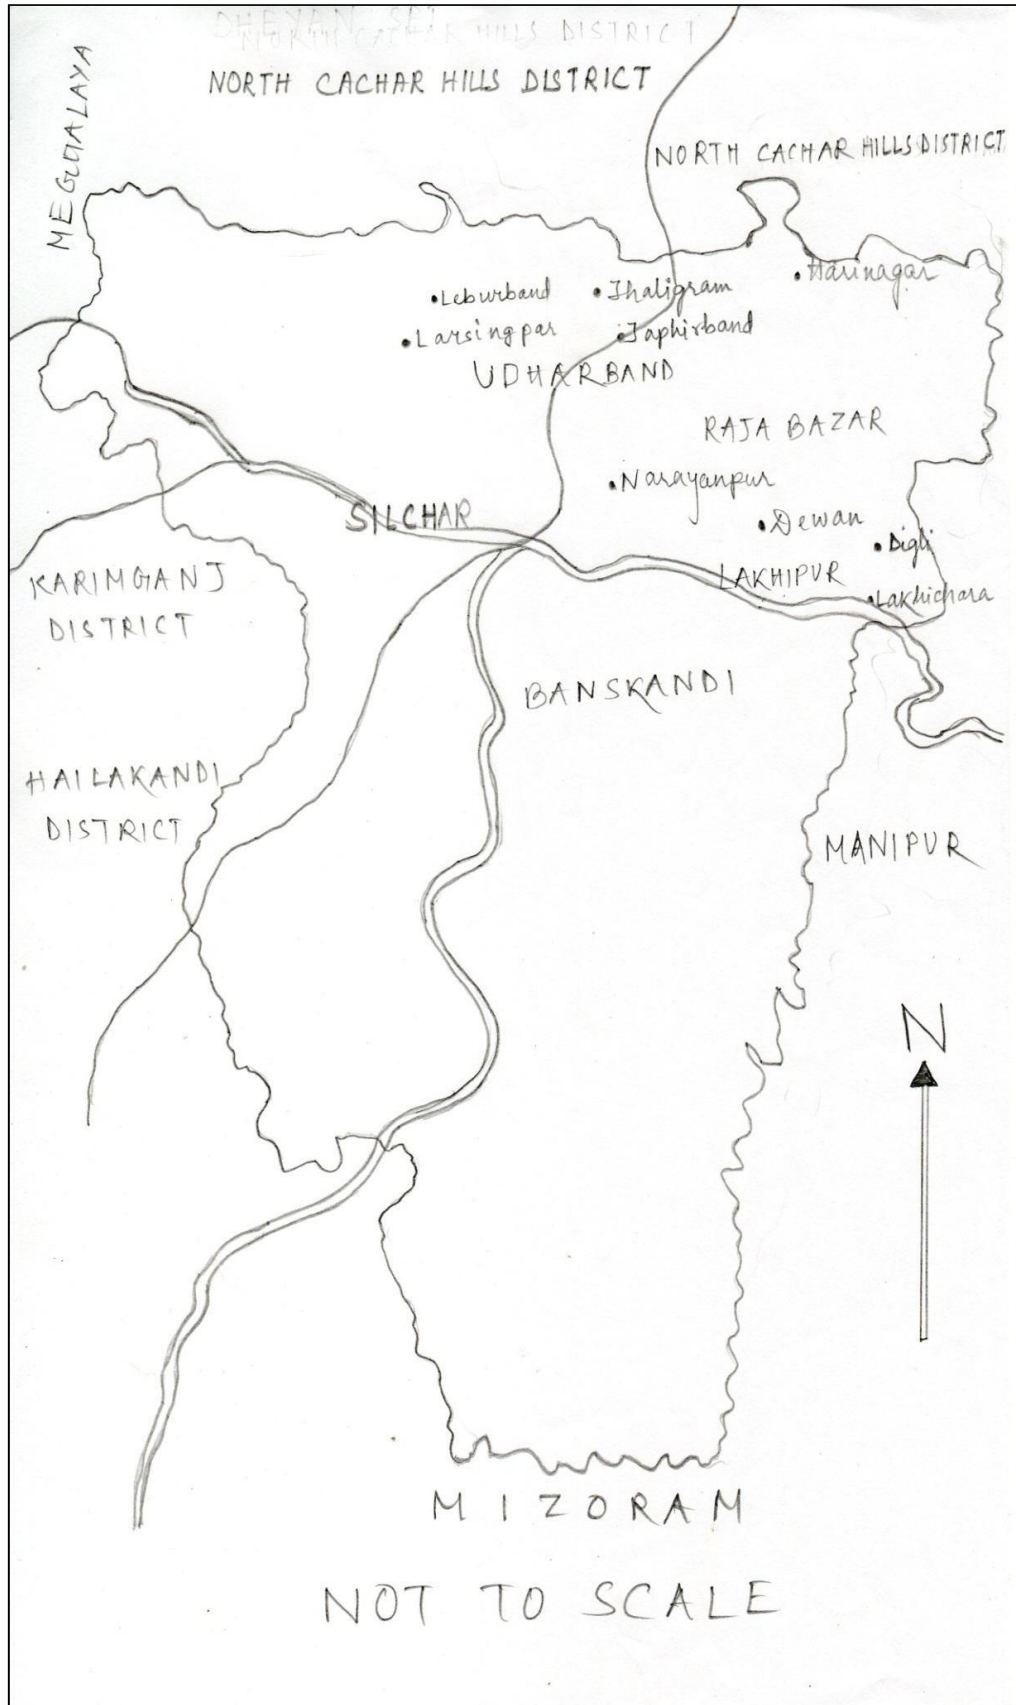 NORTH CACHAR HILLS DISTRICT
NORTH CACHAR HILLS DISTRICT
NORTH CACHAR HILLS DISTRICT
MEGHALAYA
Harinagar
Leburband
Thaligram
Larsingpar
Japhirband
UDHARBAND
RAJA BAZAR
Narayanpur
SILCHAR
Dewan
Digli
KARIMGANJ
DISTRICT
LAKHIPUR
Lakhichara
BANSKANDI
HAILAKANDI
DISTRICT
MANIPUR
N
MIZORAM
NOT TO SCALE